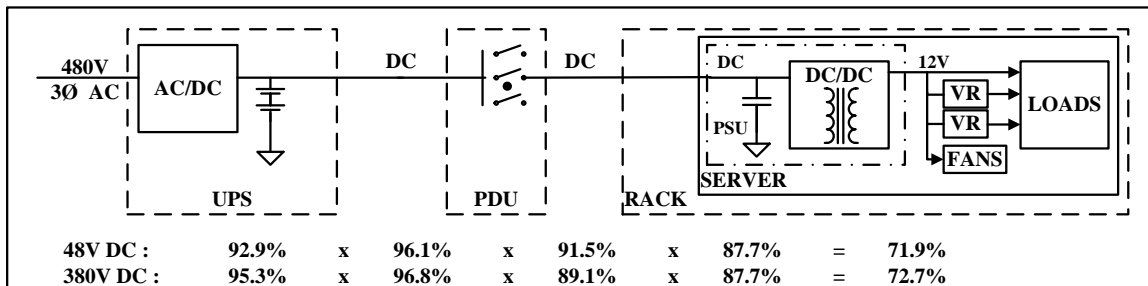 480V
3Ø AC
AC/DC
UPS
DC
PDU
DC
RACK
SERVER
DC
PSU
DC/DC
12V
VR
VR
FANS
LOADS
48V DC : 92.9% x 96.1% x 91.5% x 87.7% = 71.9%
380V DC : 95.3% x 96.8% x 89.1% x 87.7% = 72.7%